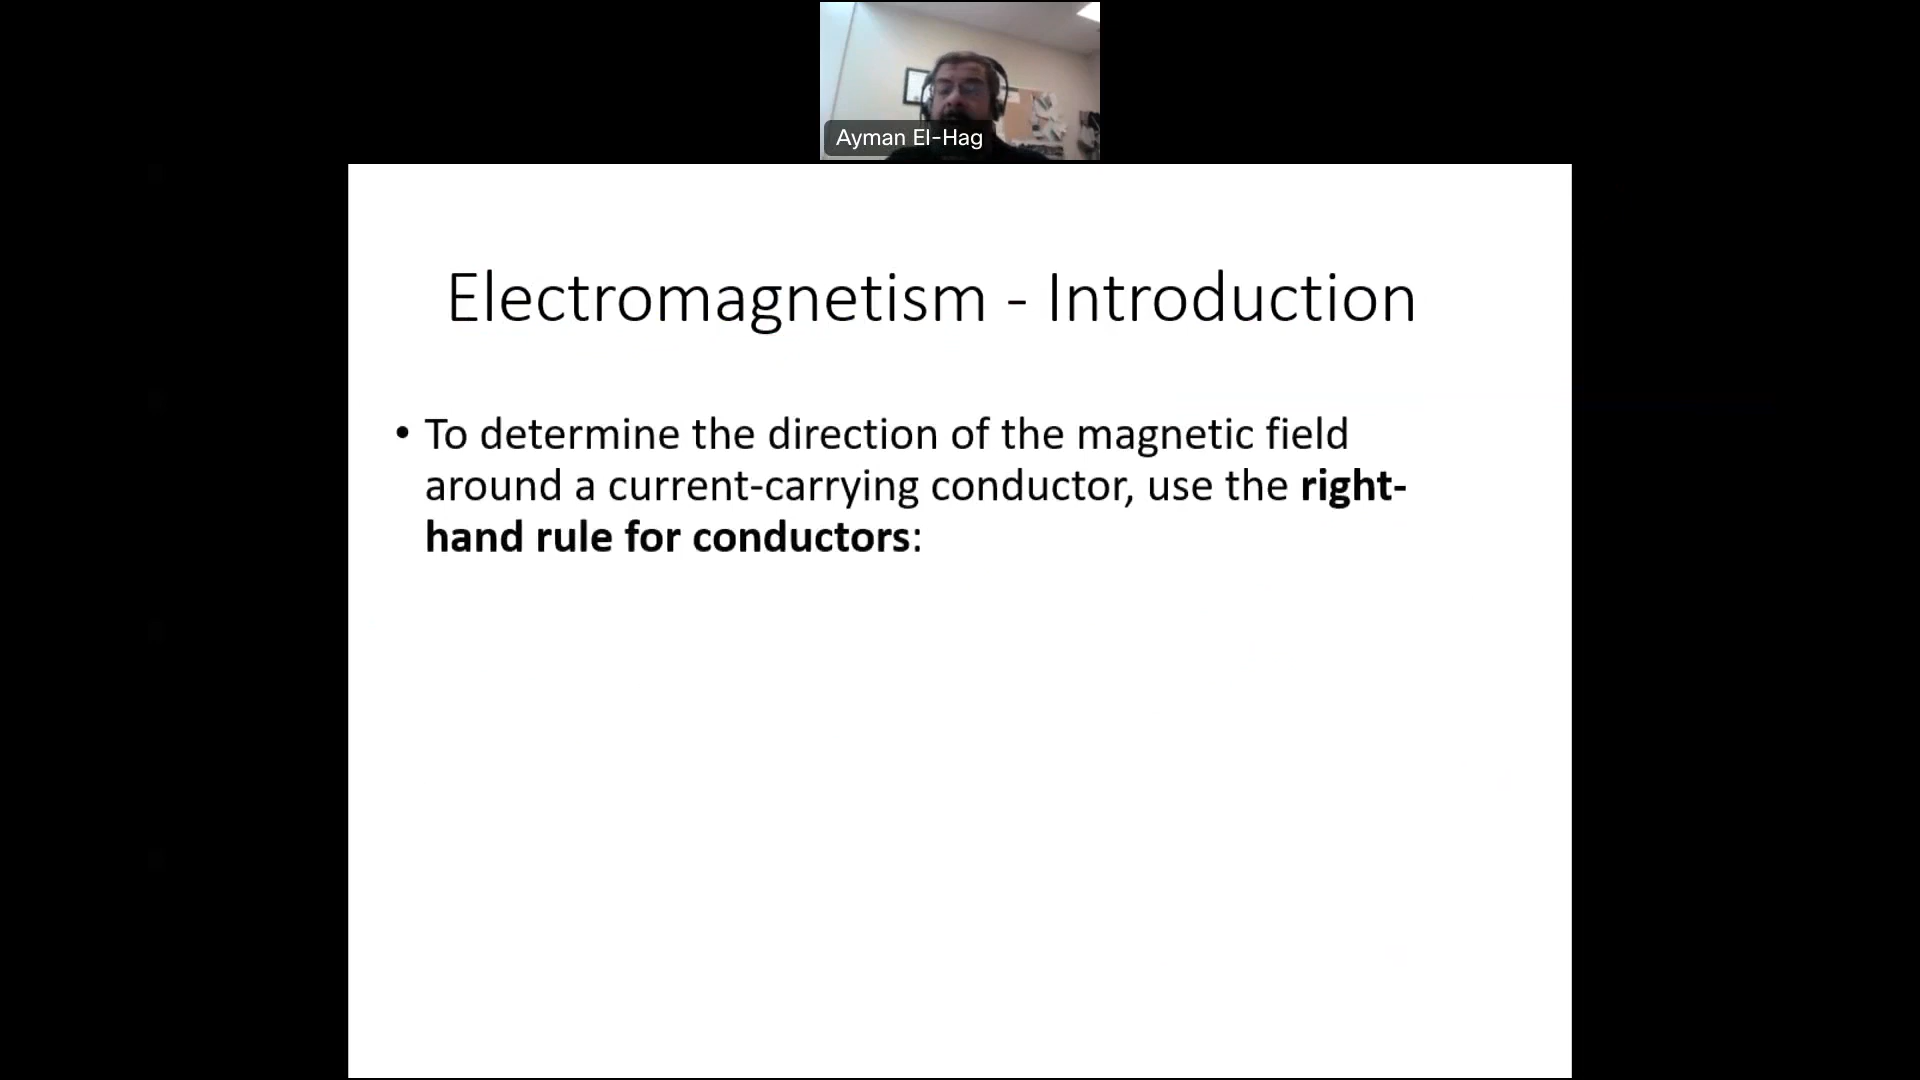 Ayman El-Hag
Electromagnetism - Introduction
• To determine the direction of the magnetic field
around a current-carrying conductor, use the right-
hand rule for conductors: